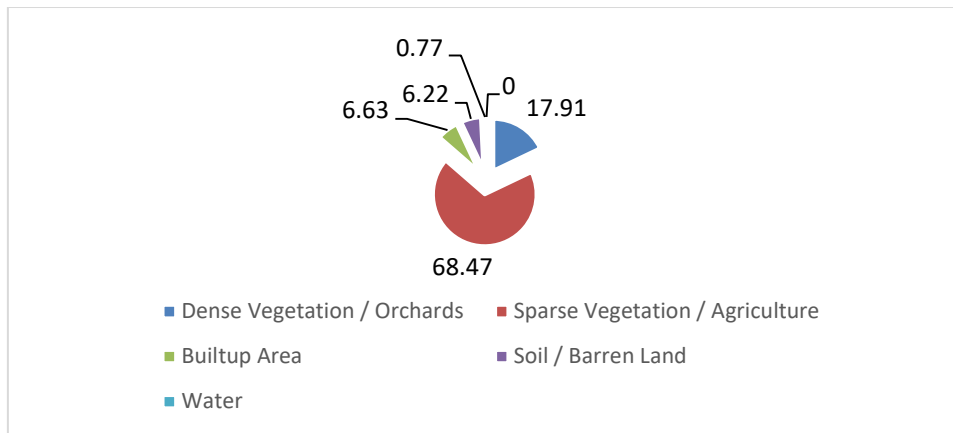 0.77
0
6.22
17.91
6.63
68.47
Dense Vegetation / Orchards
Sparse Vegetation / Agriculture
Builtup Area
Soil / Barren Land
Water